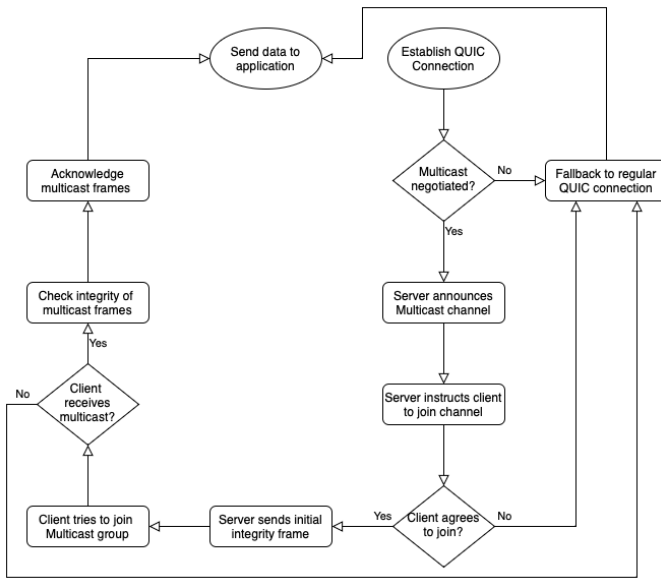 Send data to
application
Establish QUIC
Connection
Acknowledge
multicast frames
Multicast
negotiated?
No
Fallback to regular
QUIC connection
Yes
Check integrity of
multicast frames
Server announces
Multicast channel
Yes
No
Client
receives
multicast?
Server instructs client
to join channel
Client tries to join
Multicast group
Server sends initial
integrity frame
Yes
Client agrees
to join?
No